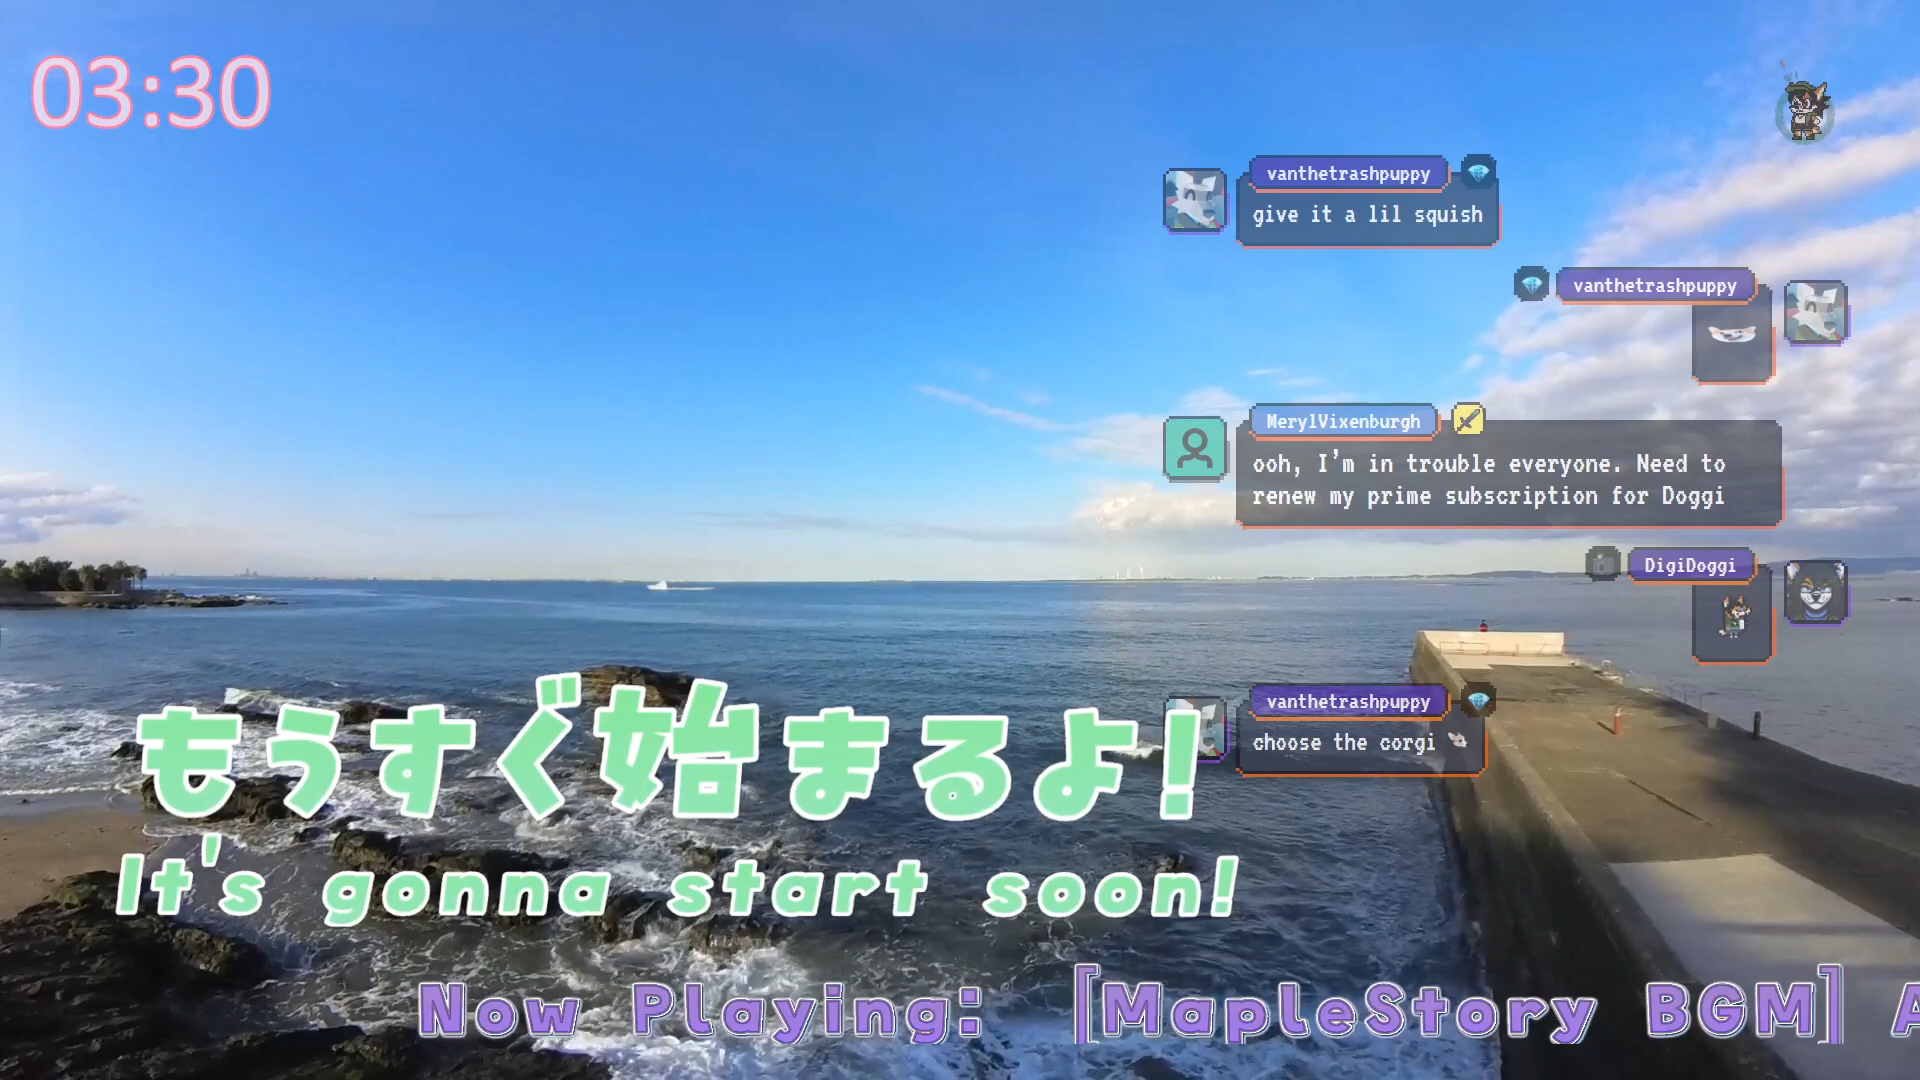 03:30
vanthetrashpuppy
give it a lil squish
vanthetrashpuppy
MerylVixenburgh
ooh, I'm in trouble everyone. Need to
renew my prime subscription for Doggi
DigiDoggi
vanthetrashpuppy
choose the corgi
もうすぐ始まるよ!
It's gonna start soon!
Now Playing: [MapleStory BGM] A